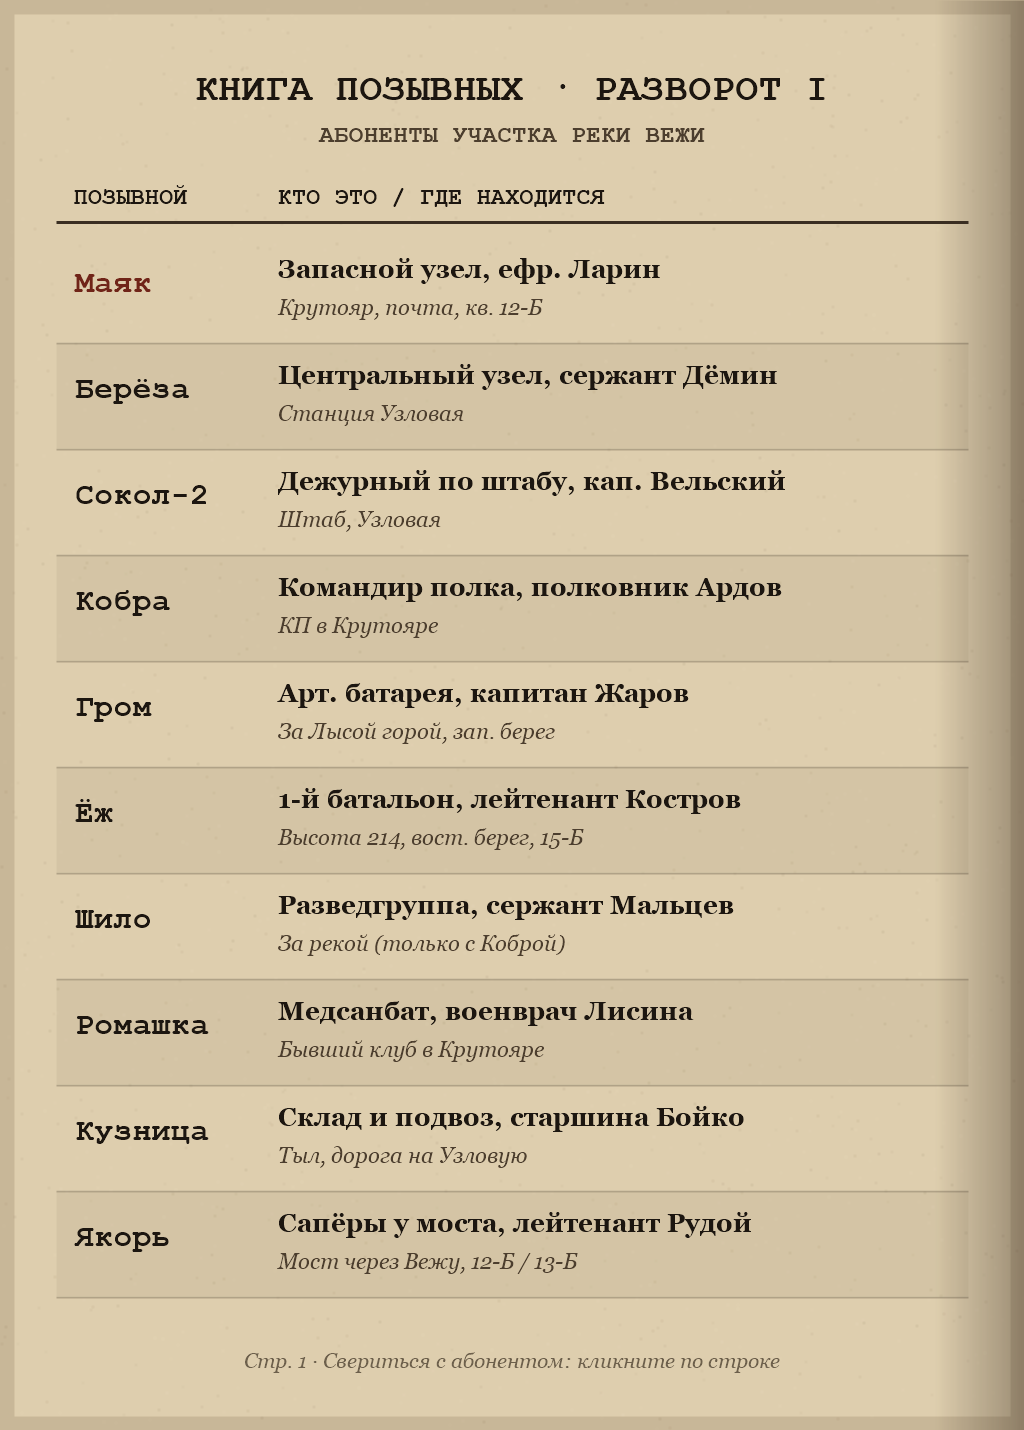 КНИГА ПОЗЫВНЫХ · РАЗВОРОТ I
АБОНЕНТЫ УЧАСТКА РЕКИ ВЕЖИ
ПОЗЫВНОЙ КТО ЭТО / ГДЕ НАХОДИТСЯ
Маяк Запасной узел, ефр. Ларин
Крутояр, почта, кв. 12-Б
Берёза Центральный узел, сержант Дёмин
Станция Узловая
Сокол-2 Дежурный по штабу, кап. Вельский
Штаб, Узловая
Кобра Командир полка, полковник Ардов
КП в Крутояре
Гром Арт. батарея, капитан Жаров
За Лысой горой, зап. берег
Ёж 1-й батальон, лейтенант Костров
Высота 214, вост. берег, 15-Б
Шило Разведгруппа, сержант Мальцев
За рекой (только с Коброй)
Ромашка Медсанбат, военврач Лисина
Бывший клуб в Крутояре
Кузница Склад и подвоз, старшина Бойко
Тыл, дорога на Узловую
Якорь Сапёры у моста, лейтенант Рудой
Мост через Вежу, 12-Б / 13-Б
Стр. 1 · Свериться с абонентом: кликните по строке